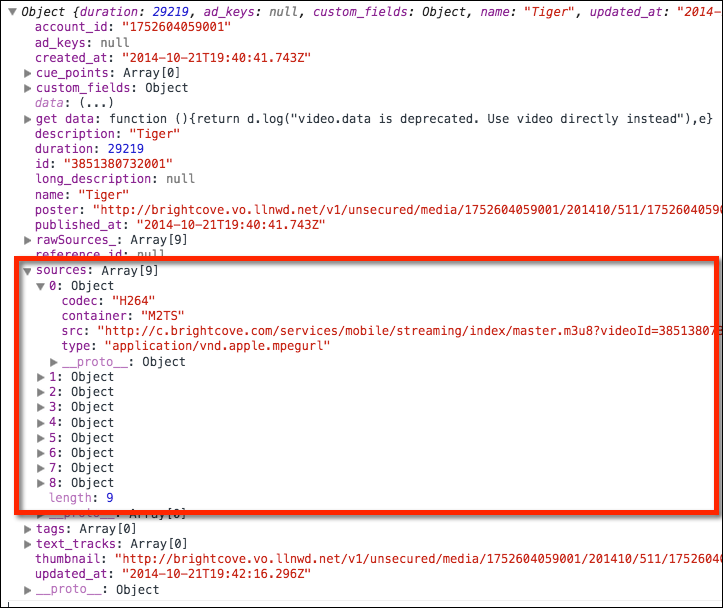 Object {duration: 29219, ad_keys: null, custom_fields: Object, name: "Tiger", updated_at: "2014-
account_id: "1752604059001"
ad_keys: null
created_at: "2014-10-21T19:40:41.743Z"
cue_points: Array[0]
custom_fields: Object
data: (...)
get data: function (){return d.log("video.data is deprecated. Use video directly instead"),e}
description: "Tiger"
duration: 29219
id: "3851380732001"
long_description: null
name: "Tiger"
poster: "http://brightcove.vo.llnwd.net/v1/unsecured/media/1752604059001/201410/511/175260405900
published_at: "2014-10-21T19:40:41.743Z"
rawSources_: Array[9]
reference_id: null
sources: Array[9]
0: Object
codec: "H264"
container: "M2TS"
src: "http://c.brightcove.com/services/mobile/streaming/index/master.m3u8?videoId=385138073
type: "application/vnd.apple.mpegurl"
__proto__: Object
1: Object
2: Object
3: Object
4: Object
5: Object
6: Object
7: Object
8: Object
length: 9
__proto__: Array[0]
tags: Array[0]
text_tracks: Array[0]
thumbnail: "http://brightcove.vo.llnwd.net/v1/unsecured/media/1752604059001/201410/511/1752604
updated_at: "2014-10-21T19:42:16.296Z"
__proto__: Object